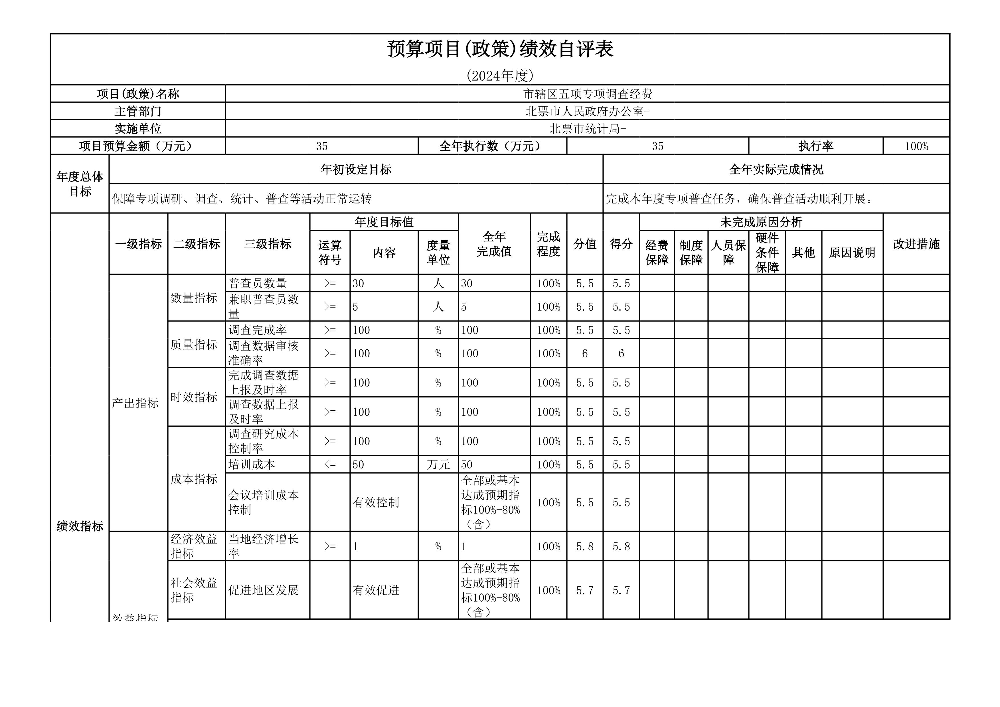 预算项目(政策)绩效自评表
(2024年度)
项目(政策)名称 市辖区五项专项调查经费
主管部门 北票市人民政府办公室-
实施单位 北票市统计局-
项目预算金额（万元） 35 全年执行数（万元） 35 执行率 100%
年度总体
目标
年初设定目标 全年实际完成情况
保障专项调研、调查、统计、普查等活动正常运转 完成本年度专项普查任务，确保普查活动顺利开展。
绩效指标
一级指标 二级指标 三级指标 年度目标值 全年
完成值 完成
程度 分值 得分 未完成原因分析 改进措施
运算
符号 内容 度量
单位 经费
保障 制度
保障 人员保
障 硬件
条件
保障 其他 原因说明
产出指标
数量指标
普查员数量 >= 30 人 30 100% 5.5 5.5
兼职普查员数
量 >= 5 人 5 100% 5.5 5.5
质量指标
调查完成率 >= 100 % 100 100% 5.5 5.5
调查数据审核
准确率 >= 100 % 100 100% 6 6
时效指标
完成调查数据
上报及时率 >= 100 % 100 100% 5.5 5.5
调查数据上报
及时率 >= 100 % 100 100% 5.5 5.5
成本指标
调查研究成本
控制率 >= 100 % 100 100% 5.5 5.5
培训成本 <= 50 万元 50 100% 5.5 5.5
会议培训成本
控制 有效控制 全部或基本
达成预期指
标100%-80%
（含） 100% 5.5 5.5
效益指标
经济效益
指标 当地经济增长
率 >= 1 % 1 100% 5.8 5.8
社会效益
指标 促进地区发展 有效促进 全部或基本
达成预期指
标100%-80%
（含） 100% 5.7 5.7